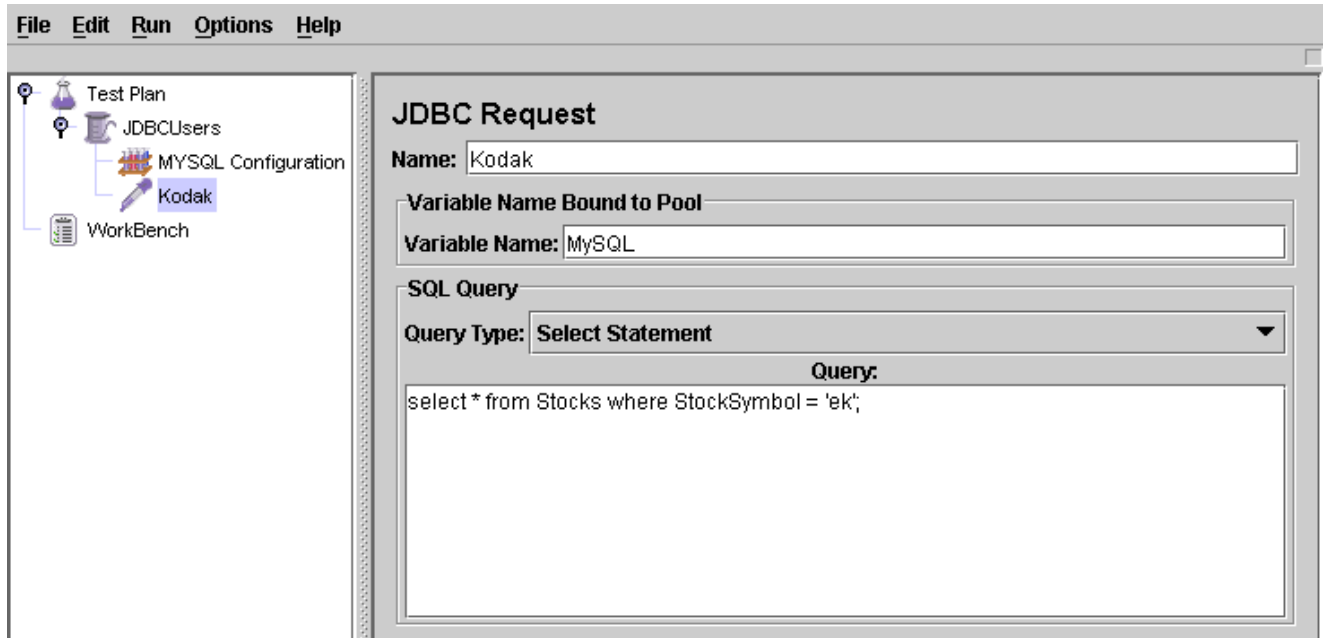 File Edit Run Options Help
Test Plan
JDBCUsers
MYSQL Configuration
Kodak
WorkBench
JDBC Request
Name: Kodak
Variable Name Bound to Pool
Variable Name: MySQL
SQL Query
Query Type: Select Statement
Query:
select * from Stocks where StockSymbol = 'ek';